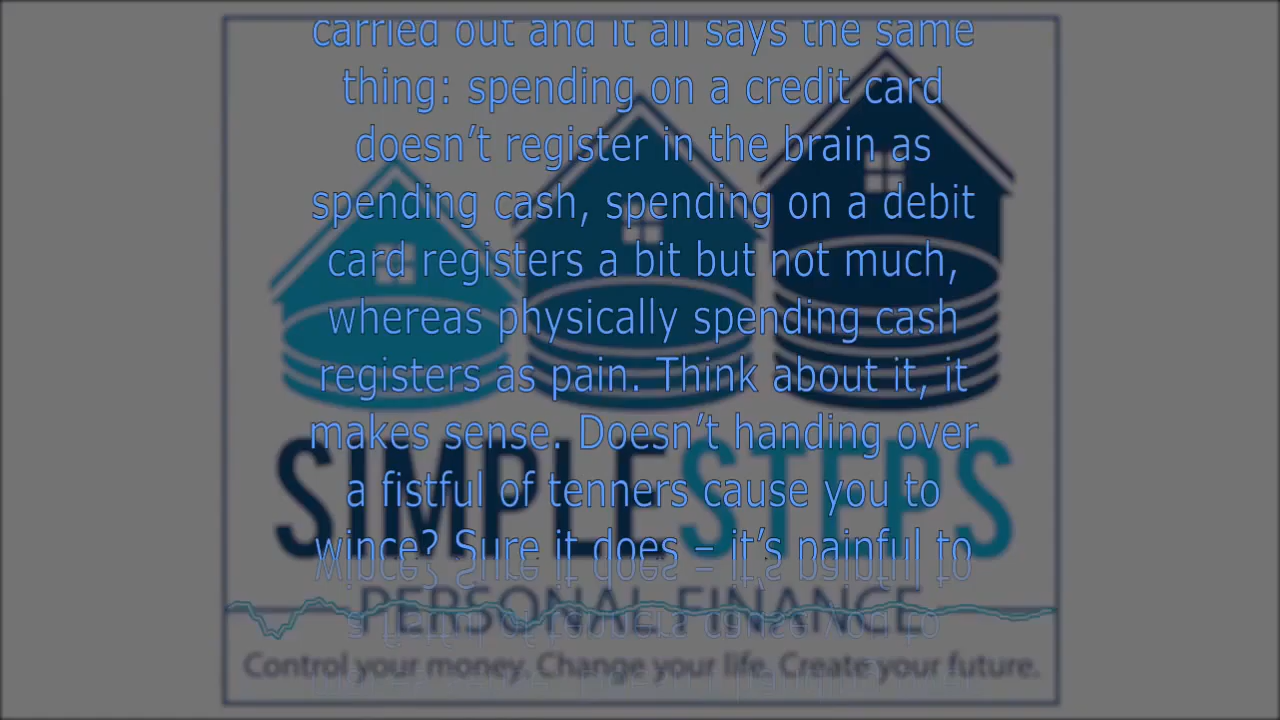 carried out and it all says the same
thing: spending on a credit card
doesn’t register in the brain as
spending cash, spending on a debit
card registers a bit but not much,
whereas physically spending cash
registers as pain. Think about it, it
makes sense. Doesn’t handing over
a fistful of tenners cause you to
wince? Sure it does – it’s painful to
SIMPLESTEPS
PERSONAL FINANCE
Control your money. Change your life. Create your future.